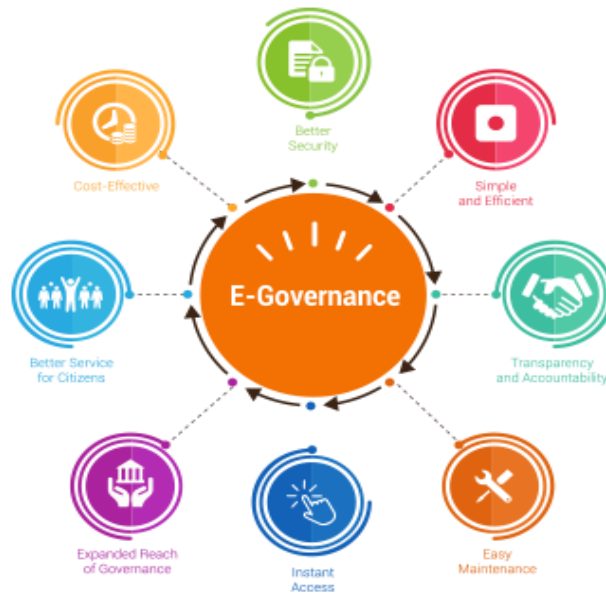 Better
Security
Cost-Effective
Simple
and Efficient
E-Governance
Better Service
for Citizens
Transparency
and Accountability
Expanded Reach
of Governance
Instant
Access
Easy
Maintenance